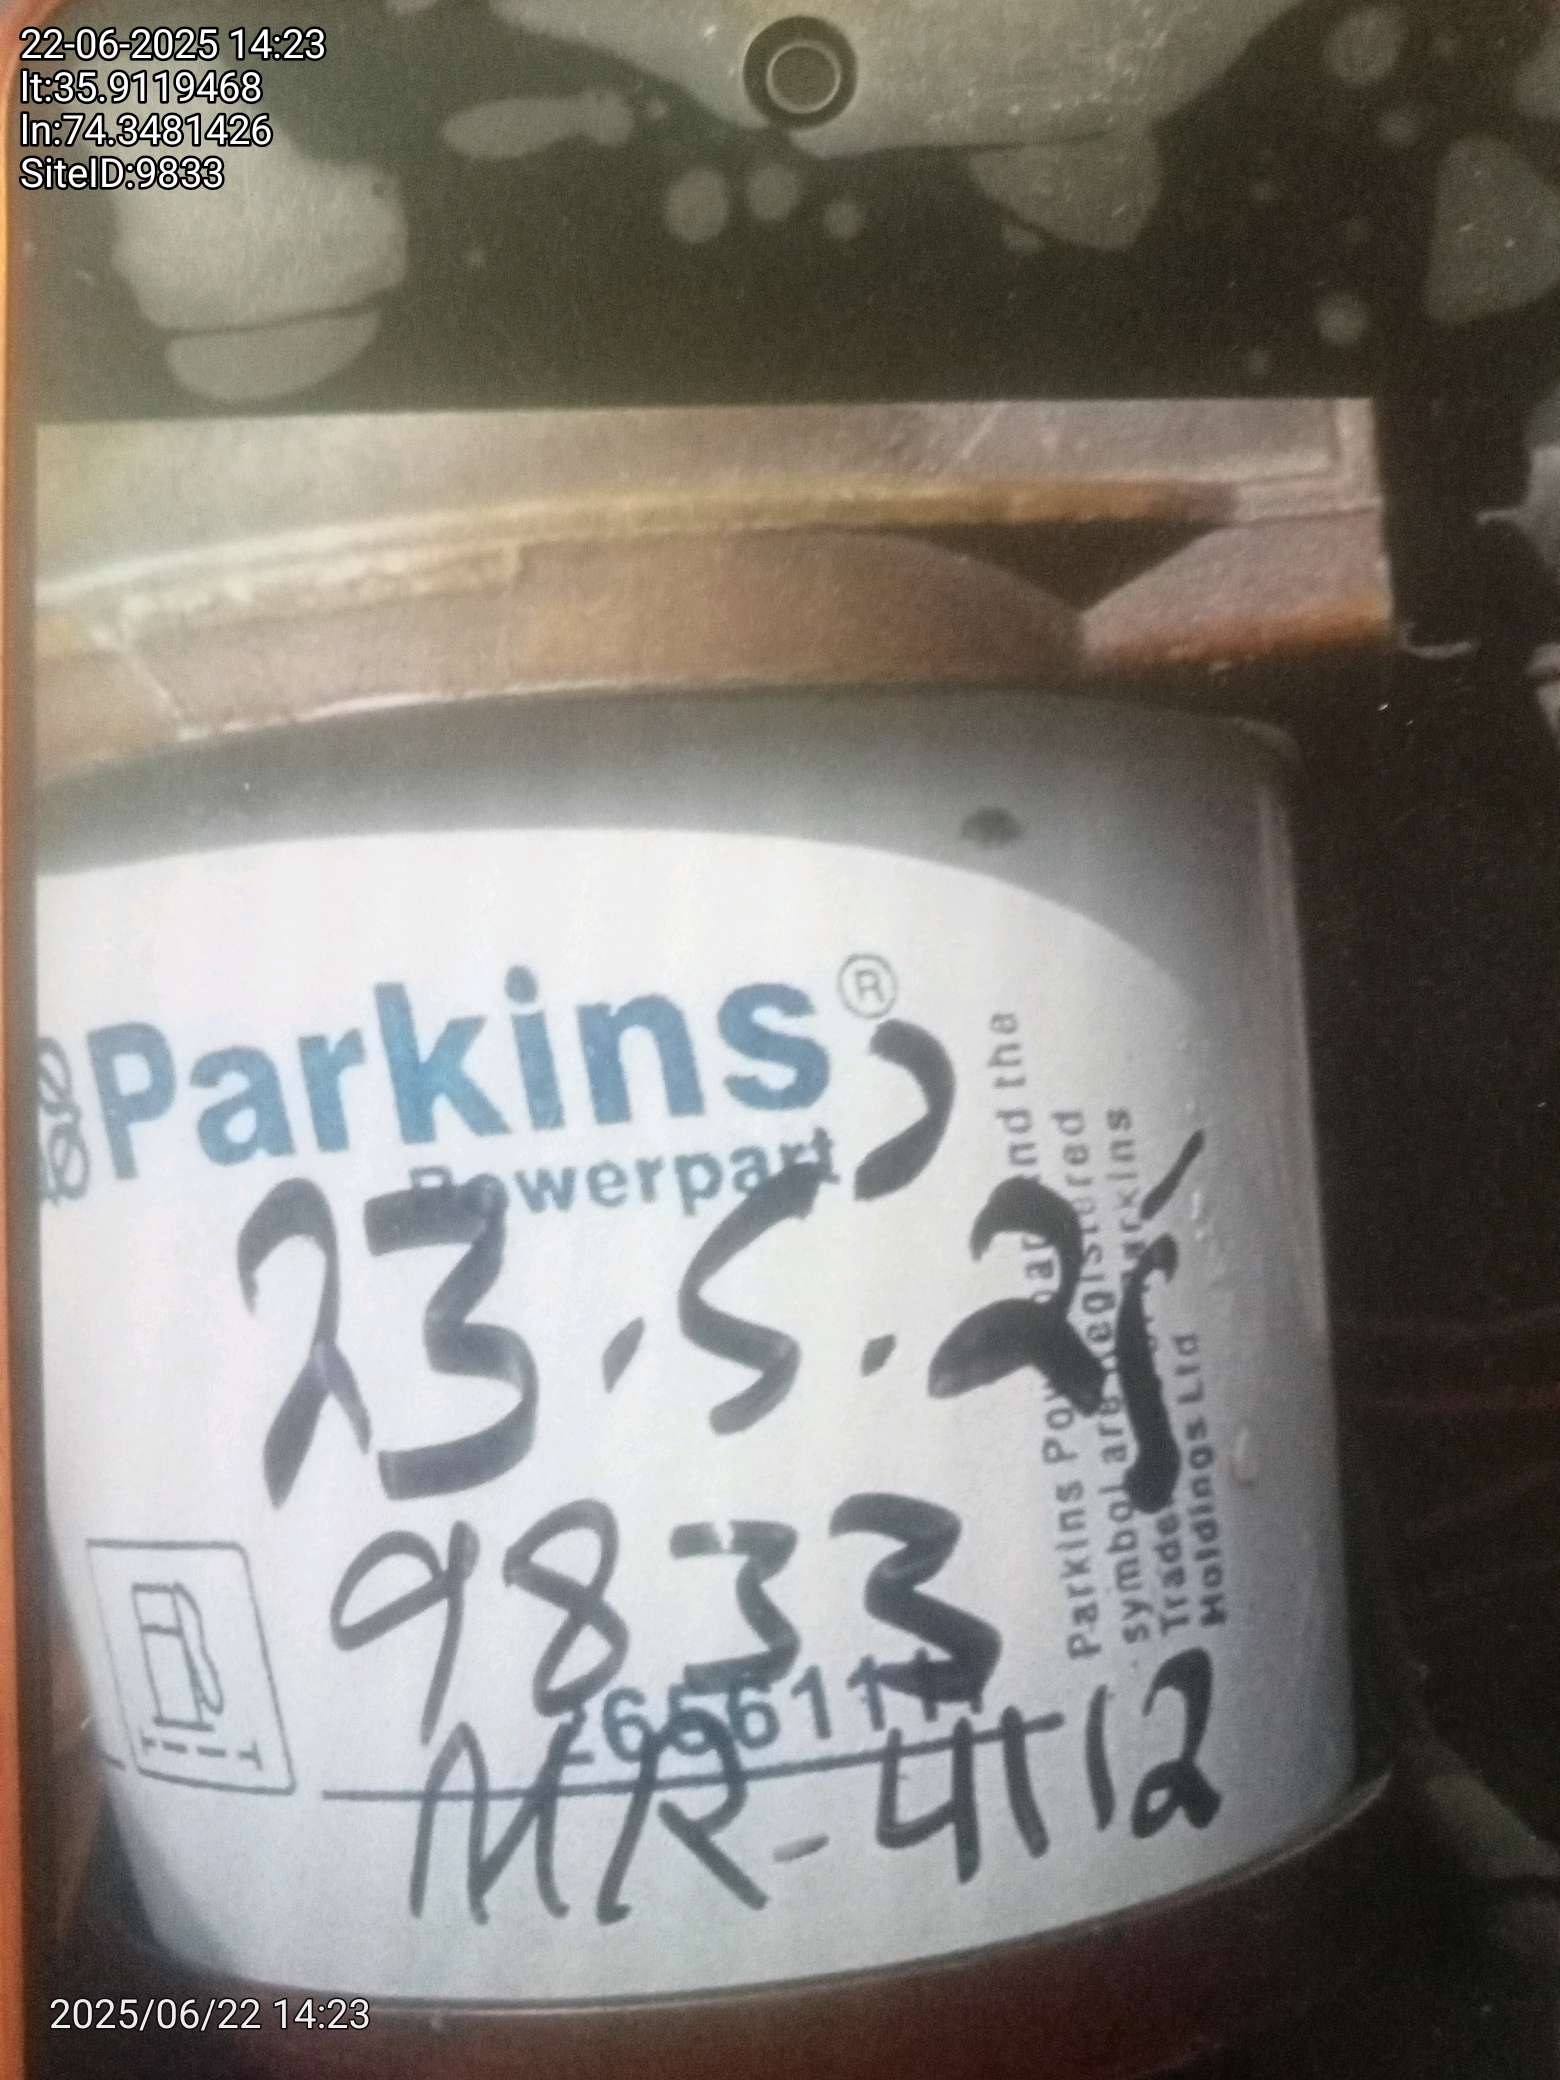 22-06-2025 14:23
lt:35.9119468
ln:74.3481426
SiteID:9833
Parkins®
Powerpart
23.5.25
9833
MR-4112
Parkins and the
symbol are registered
Parkins
Holdings Ltd
2025/06/22 14:23